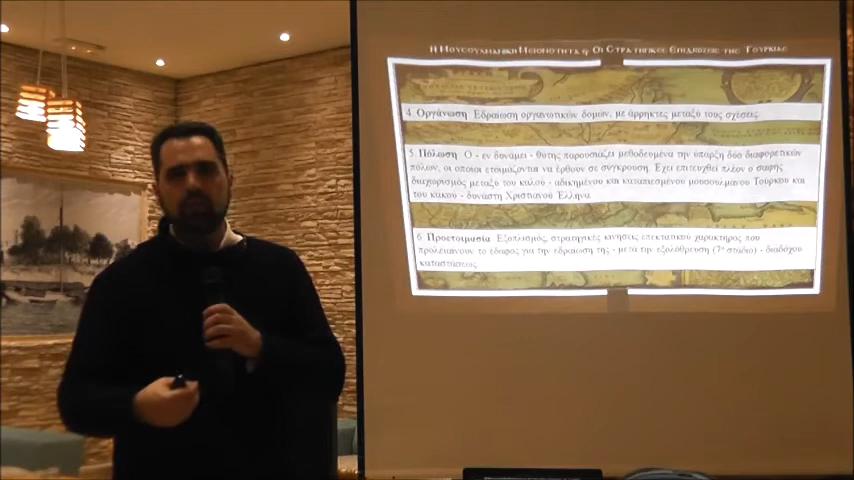 Η Μουσουλμανική Μειονότητα & Οι Στρατηγικές Επιδιώξεις της Τουρκίας
4. Οργάνωση Εδραίωση οργανωτικών δομών, με άρρηκτες μεταξύ τους σχέσεις.
5. Πόλωση Ο - εν δυνάμει - θύτης παρουσιάζει μεθοδευμένα την ύπαρξη δύο διαφορετικών
πόλων, οι οποίοι ετοιμάζονται να έρθουν σε σύγκρουση. Έχει επιτευχθεί πλέον ο σαφής
διαχωρισμός μεταξύ του καλού - αδικημένου και καταπιεσμένου μουσουλμάνου Τούρκου και
του κακού - δυνάστη Χριστιανού Έλληνα.
6. Προετοιμασία Εξοπλισμός, στρατηγικές κινήσεις επεκτατικού χαρακτήρος που
προλειαίνουν το έδαφος για την εδραίωση της - μετά την εξολόθρευση (7ο στάδιο) - διαδόχου
καταστάσεως.